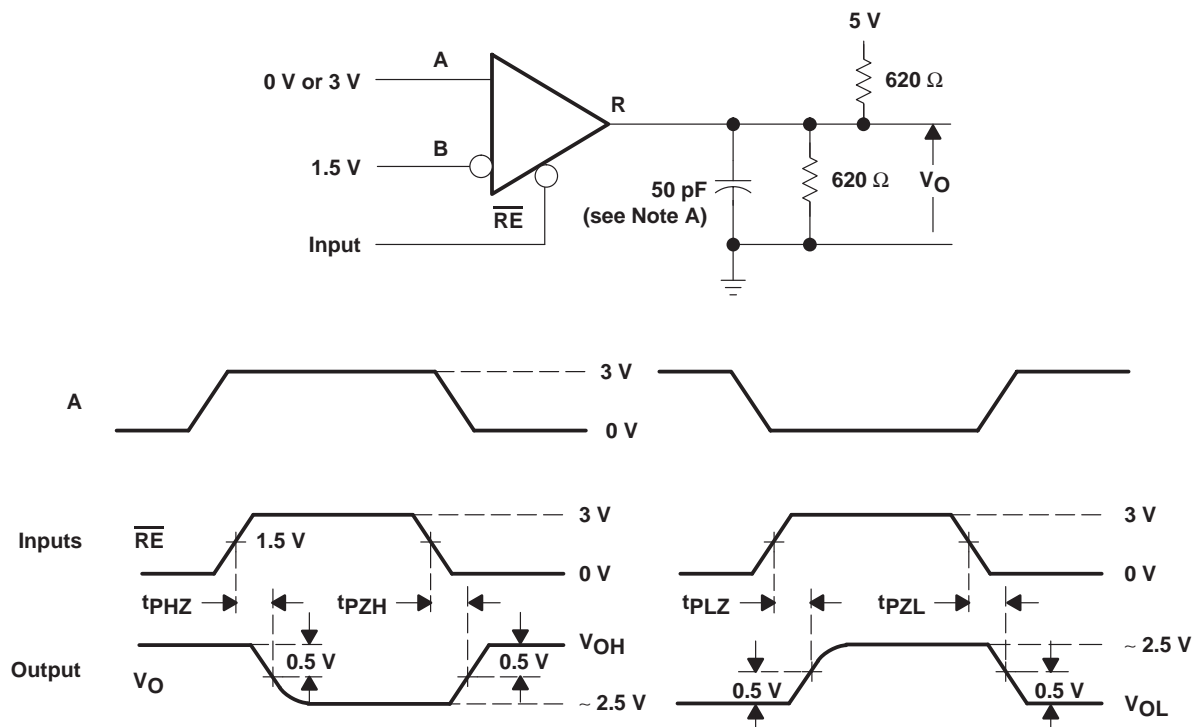 5 V
A
0 V or 3 V
620 Ω
R
B
1.5 V
VO
50 pF
(see Note A)
620 Ω
RE
Input
3 V
A
0 V
3 V
3 V
Inputs
RE
1.5 V
0 V
0 V
tPHZ
tPZH
tPLZ
tPZL
VOH
~ 2.5 V
0.5 V
0.5 V
Output
VO
0.5 V
0.5 V
~ 2.5 V
VOL